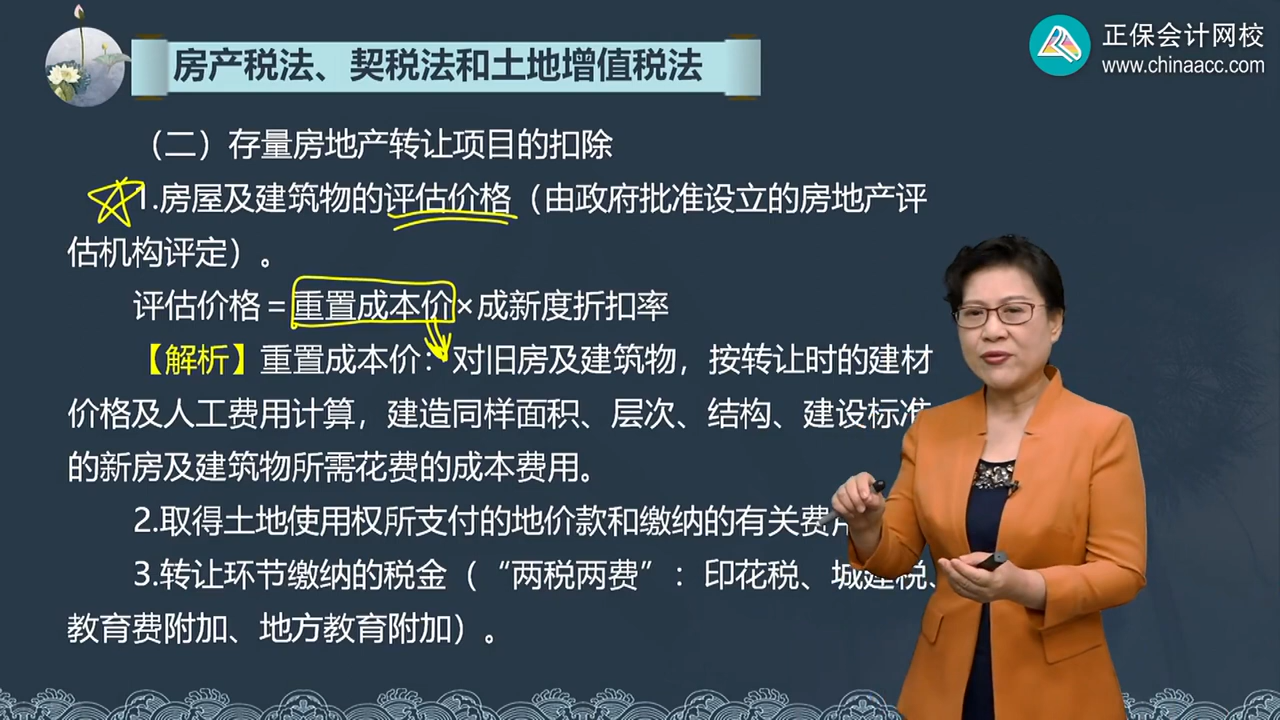 房产税法、契税法和土地增值税法
正保会计网校
www.chinaacc.com
（二）存量房地产转让项目的扣除
1.房屋及建筑物的评估价格（由政府批准设立的房地产评
估机构评定）。
评估价格＝重置成本价×成新度折扣率
【解析】重置成本价：对旧房及建筑物，按转让时的建材
价格及人工费用计算，建造同样面积、层次、结构、建设标准
的新房及建筑物所需花费的成本费用。
2.取得土地使用权所支付的地价款和缴纳的有关费用
3.转让环节缴纳的税金（“两税两费”：印花税、城建税、
教育费附加、地方教育附加）。